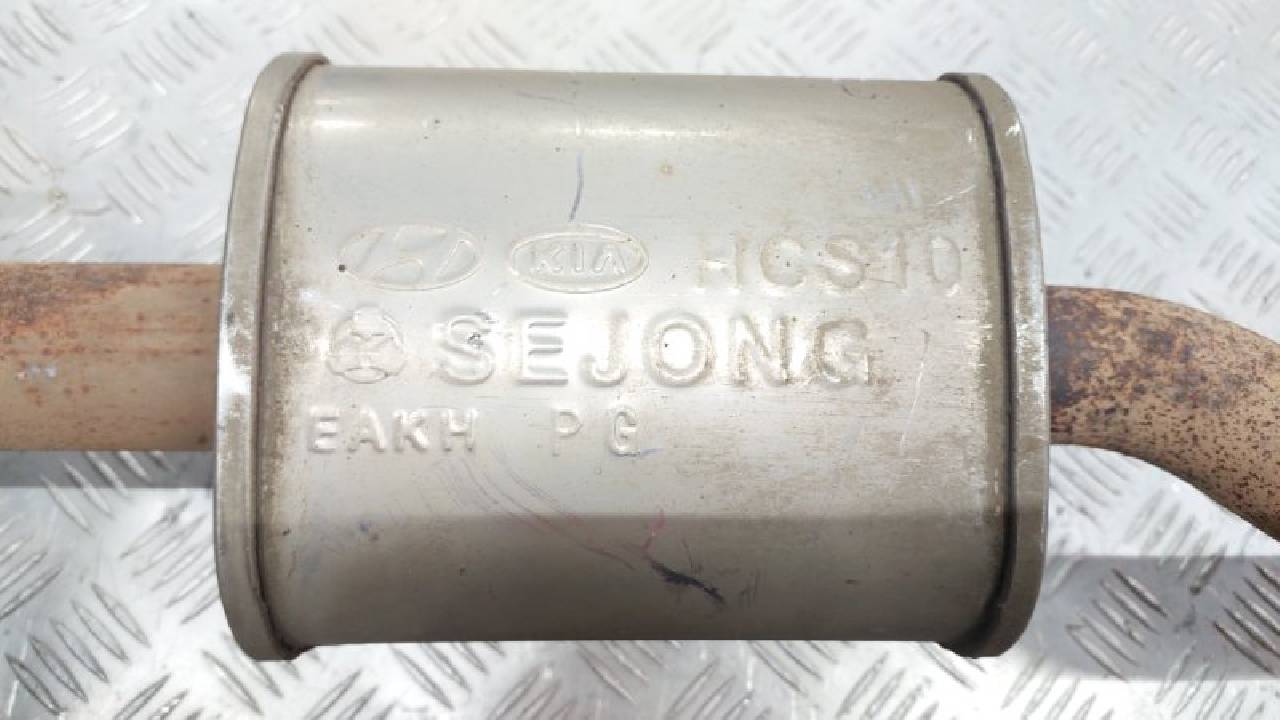 KIA HCS10
SEJONG
EAKH PG